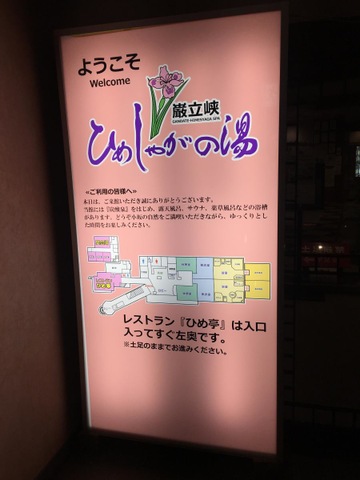 ようこそ
Welcome
巌立峡
GANDATE-HIMESYAGA SPA
ひめしゃがの湯
≪ご利用の皆様へ≫
本日は、ご来館いただき誠にありがとうございます。
当館には『炭酸泉』をはじめ、露天風呂、サウナ、薬草風呂などの浴槽
があります。どうぞ小坂の自然をご満喫いただきながら、ゆっくりとし
た時間をお楽しみください。
レストラン『ひめ亭』は入口
入ってすぐ左奥です。
※土足のままでお進みください。